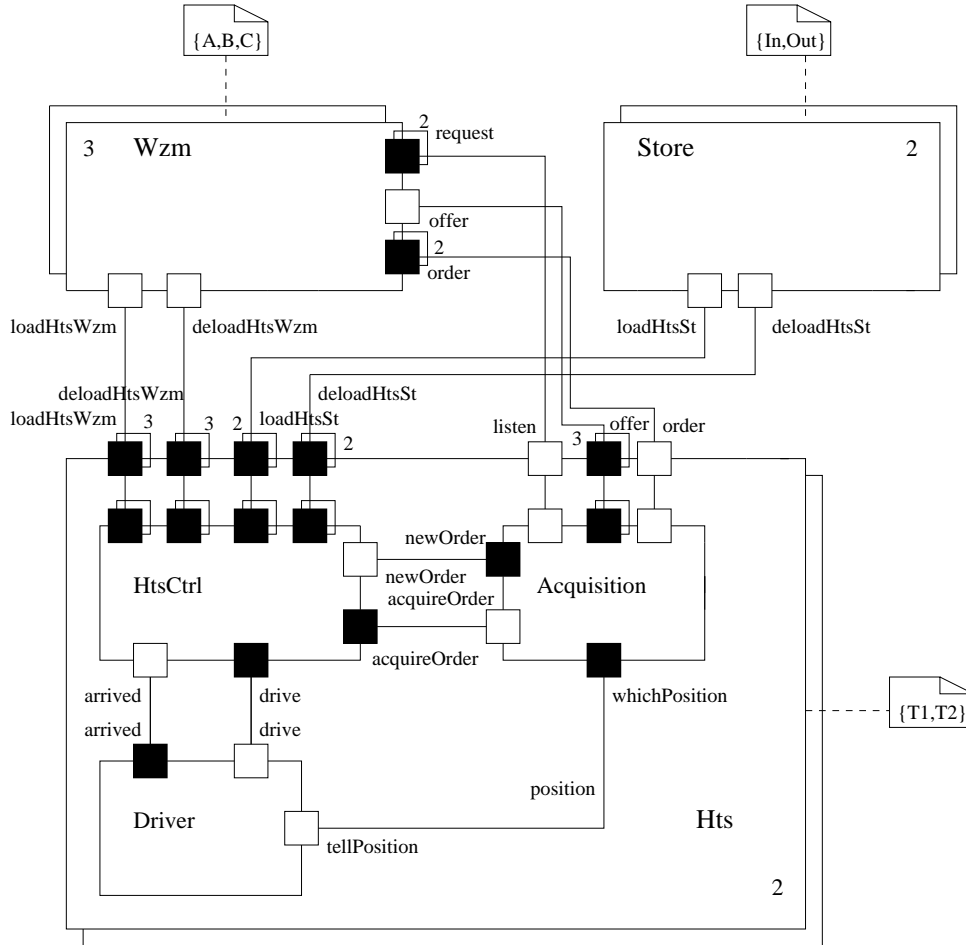 {A,B,C}
{In,Out}
3
Wzm
2
request
offer
2
order
Store
2
loadHtsWzm
deloadHtsWzm
loadHtsSt
deloadHtsSt
deloadHtsWzm
deloadHtsSt
loadHtsWzm
3
3
2
loadHtsSt
2
listen
3
offer
order
newOrder
HtsCtrl
newOrder
acquireOrder
Acquisition
acquireOrder
arrived
drive
whichPosition
{T1,T2}
arrived
drive
position
Driver
Hts
tellPosition
2